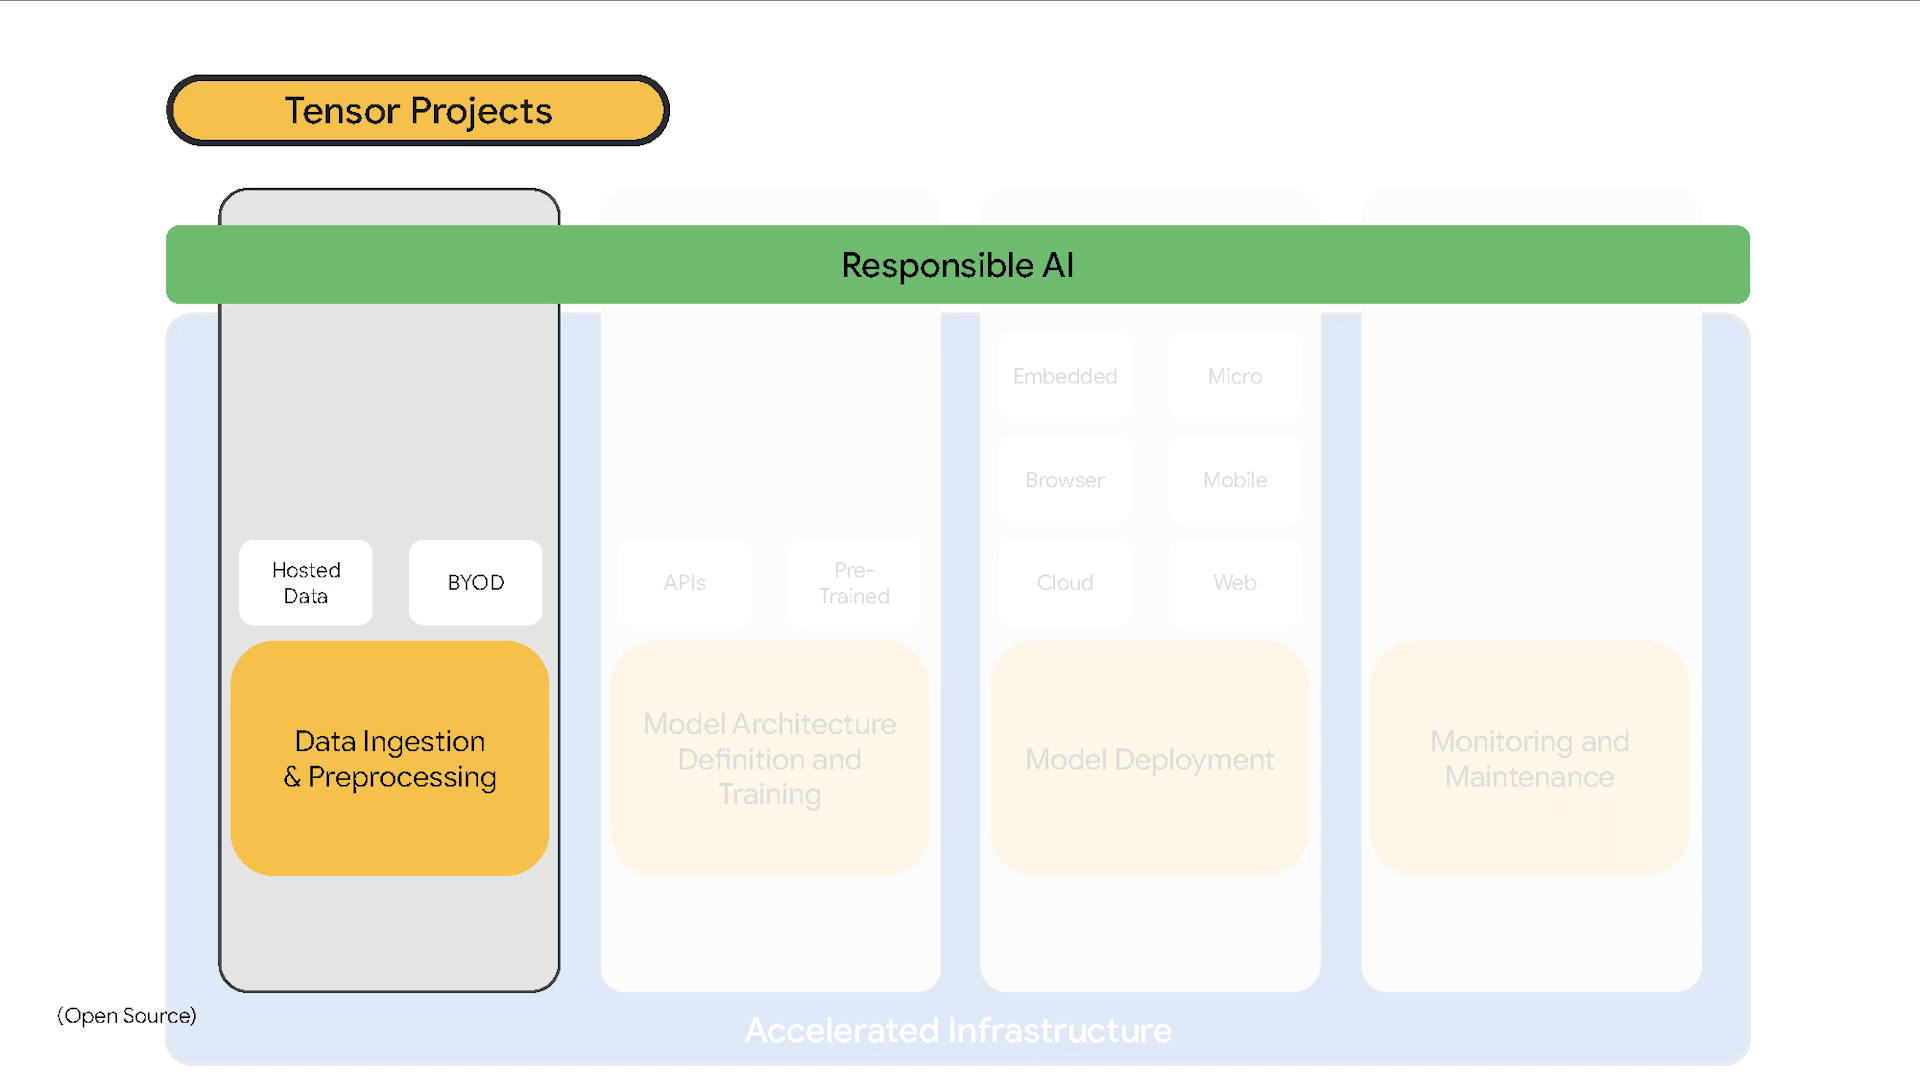 Tensor Projects
Responsible AI
Hosted
Data
BYOD
Data Ingestion
& Preprocessing
APIs
Pre-
Trained
Model Architecture
Definition and
Training
Embedded
Micro
Browser
Mobile
Cloud
Web
Model Deployment
Monitoring and
Maintenance
(Open Source)
Accelerated Infrastructure